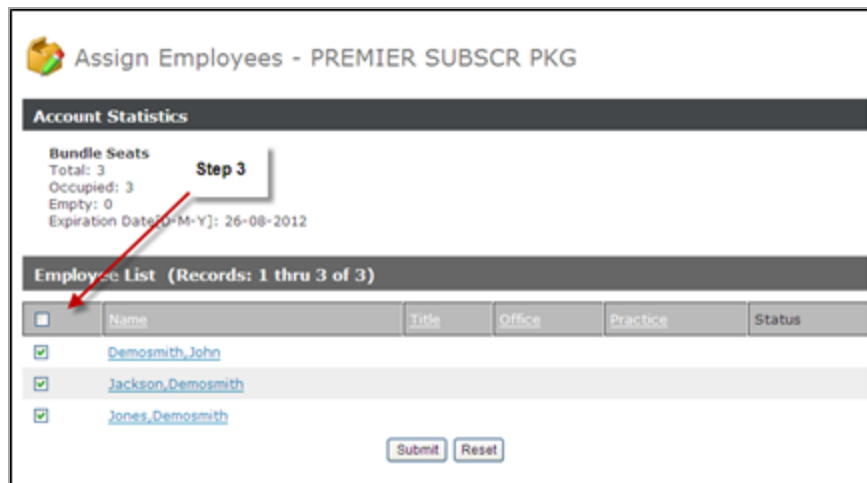 Assign Employees - PREMIER SUBSCR PKG
Account Statistics
Bundle Seats
Total: 3
Step 3
Occupied: 3
Empty: 0
Expiration Date[D-M-Y]: 26-08-2012
Employee List (Records: 1 thru 3 of 3)
Name Title Office Practice Status
Demosmith,John
Jackson,Demosmith
Jones,Demosmith
Submit Reset